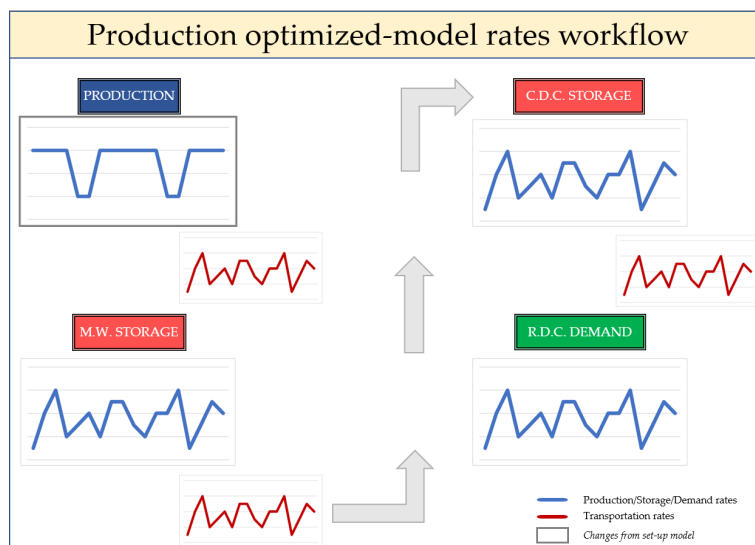 Production optimized-model rates workflow
PRODUCTION
C.D.C. STORAGE
M.W. STORAGE
R.D.C. DEMAND
Production/Storage/Demand rates
Transportation rates
Changes from set-up model